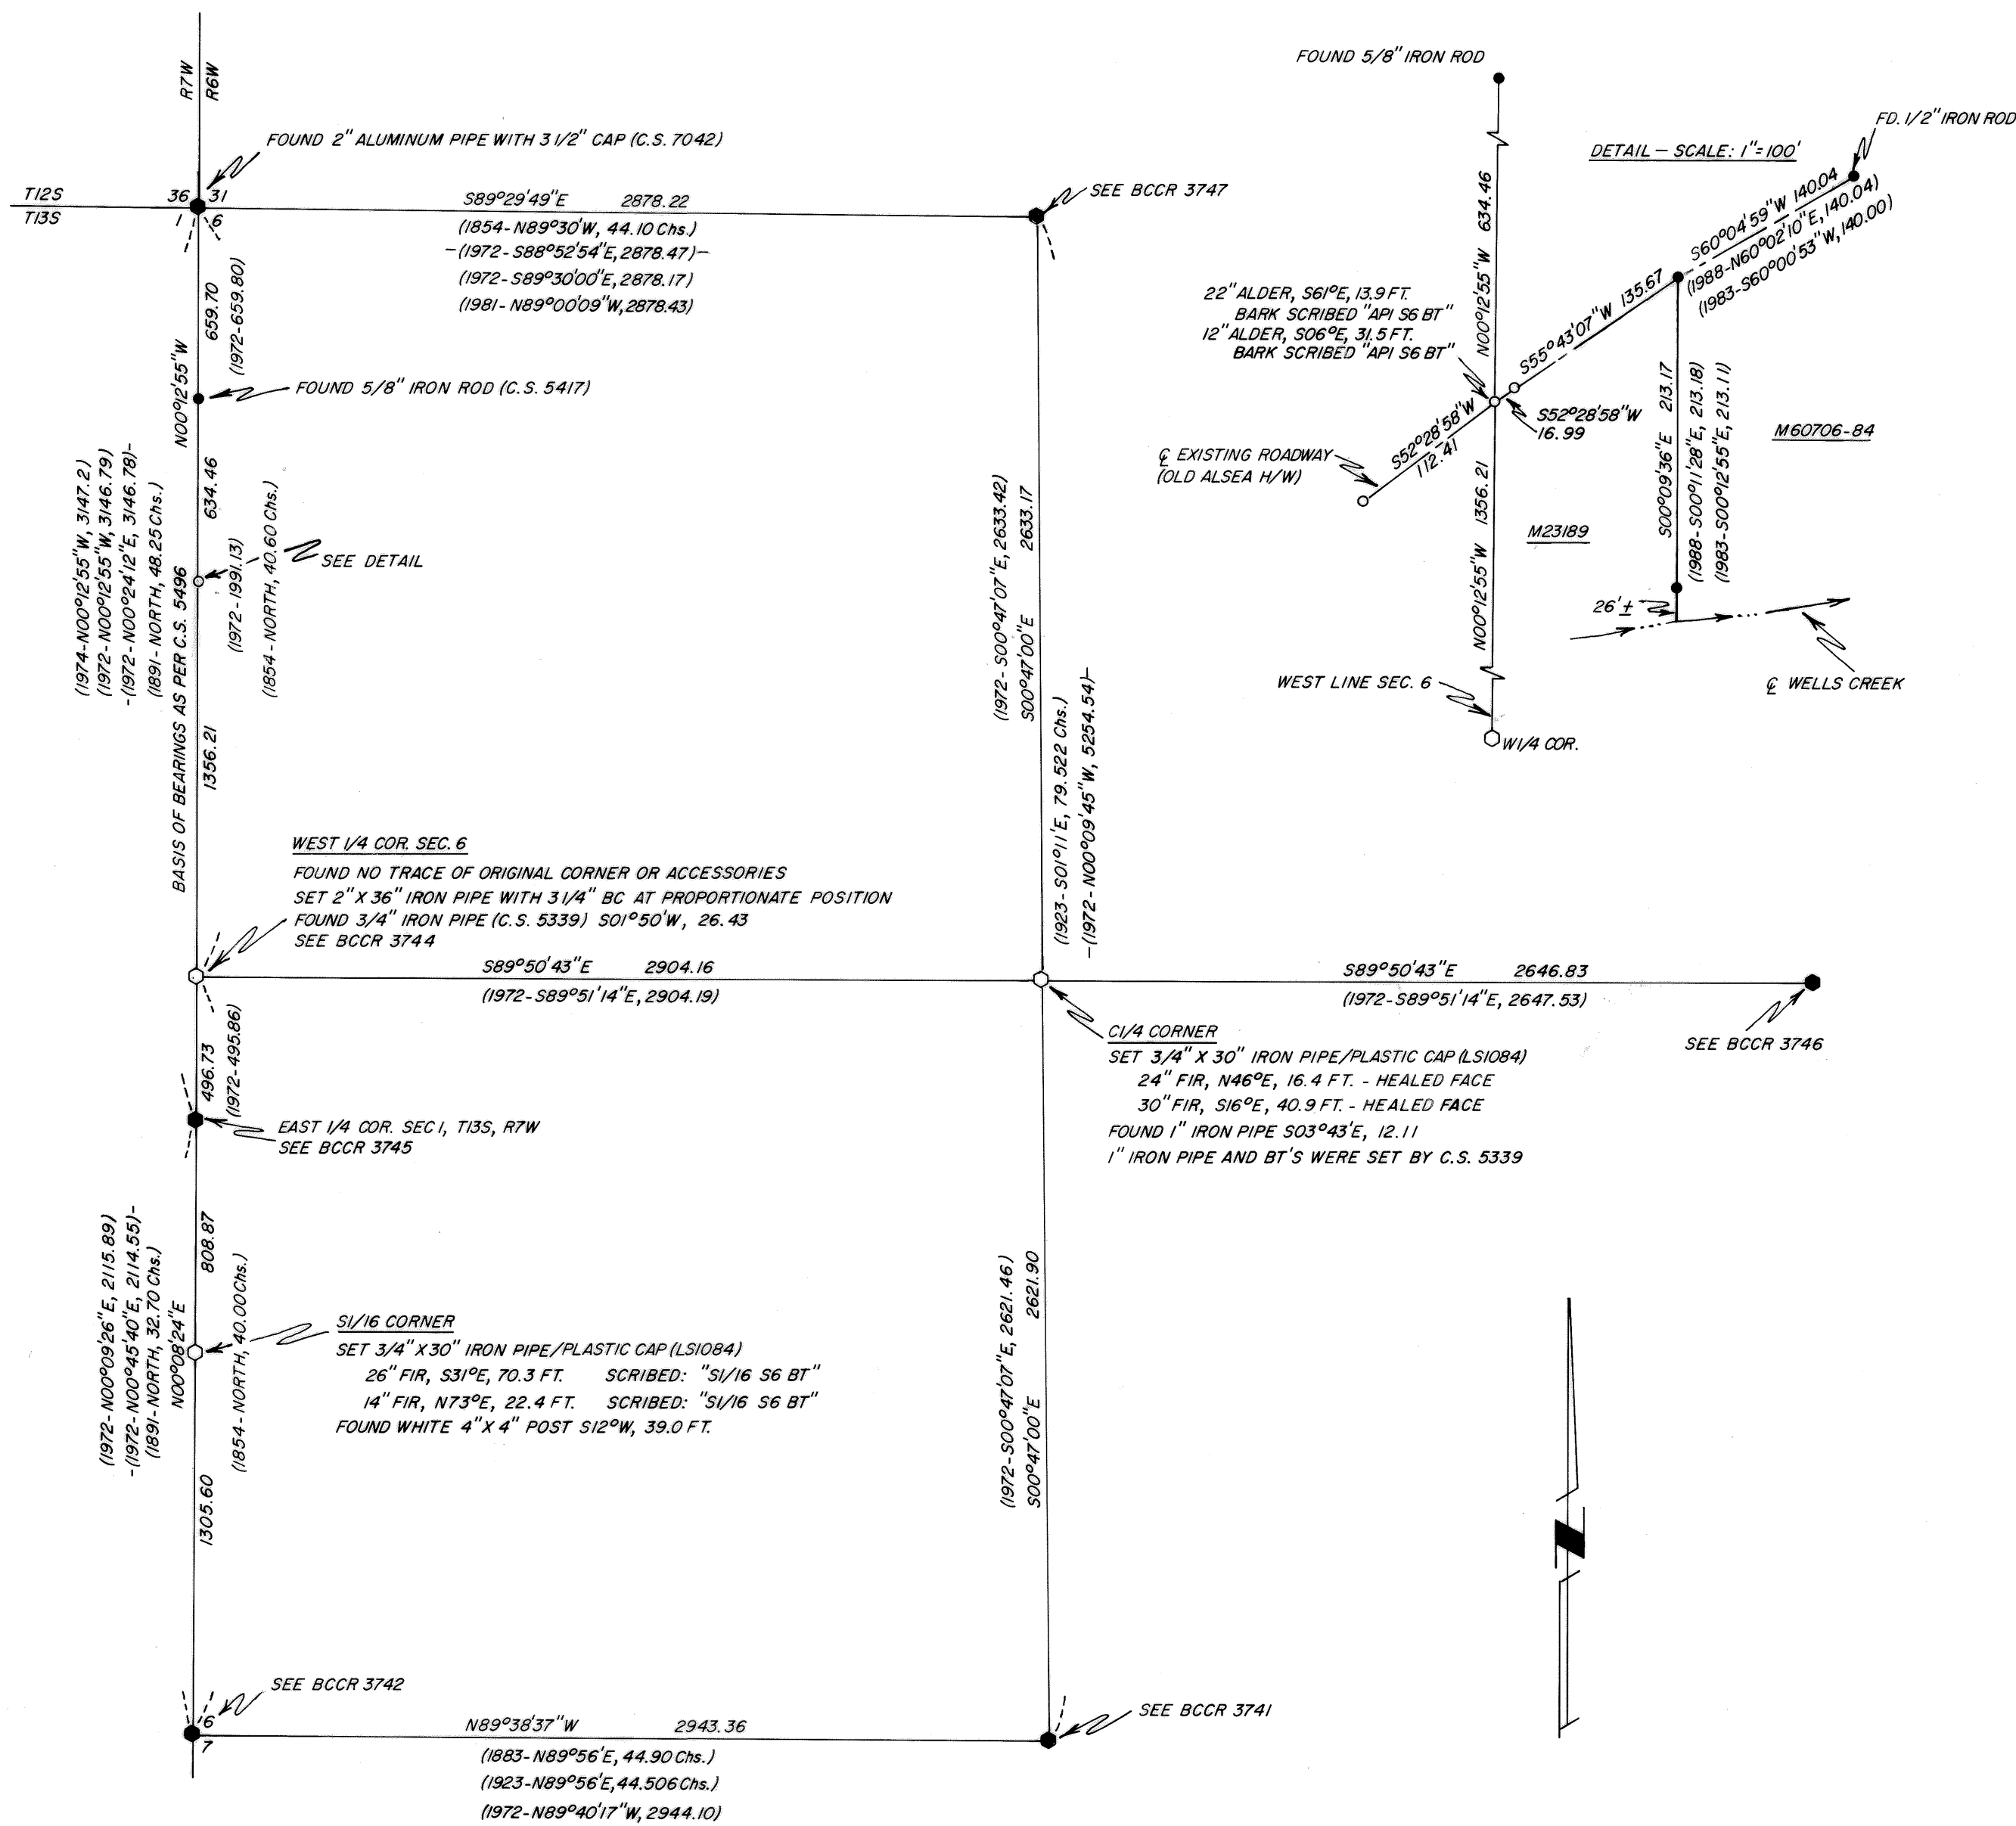 R7W
R6W
FOUND 2" ALUMINUM PIPE WITH 3 1/2" CAP (C.S. 7042)
T12S
T13S
36
31
1
6
S89°29'49"E 2878.22
(1854-N89°30'W, 44.10 Chs.)
-(1972-S88°52'54"E, 2878.47)-
(1972-S89°30'00"E, 2878.17)
(1981-N89°00'09"W, 2878.43)
SEE BCCR 3747
659.70
(1972-659.80)
N00°12'55"W
FOUND 5/8" IRON ROD (C.S. 5417)
634.46
(1974-N00°12'55"W, 3147.2)
(1972-N00°12'55"W, 3146.79)
-(1972-N00°24'12"E, 3146.78)-
(1891-NORTH, 48.25 Chs.)
BASIS OF BEARINGS AS PER C.S. 5496
(1972-1991.13)
(1854-NORTH, 40.60 Chs.)
SEE DETAIL
1356.21
(1972-S00°47'07"E, 2633.42)
S00°47'00"E 2633.17
(1923-S01°11'E, 79.522 Chs.)
-(1972-N00°09'45"W, 5254.54)-
WEST 1/4 COR. SEC. 6
FOUND NO TRACE OF ORIGINAL CORNER OR ACCESSORIES
SET 2" X 36" IRON PIPE WITH 3 1/4" BC AT PROPORTIONATE POSITION
FOUND 3/4" IRON PIPE (C.S. 5339) S01°50'W, 26.43
SEE BCCR 3744
S89°50'43"E 2904.16
(1972-S89°51'14"E, 2904.19)
S89°50'43"E 2646.83
(1972-S89°51'14"E, 2647.53)
SEE BCCR 3746
C1/4 CORNER
SET 3/4" X 30" IRON PIPE/PLASTIC CAP (LS1084)
24" FIR, N46°E, 16.4 FT. - HEALED FACE
30" FIR, S16°E, 40.9 FT. - HEALED FACE
FOUND 1" IRON PIPE S03°43'E, 12.11
1" IRON PIPE AND BT'S WERE SET BY C.S. 5339
496.73
(1972-495.86)
EAST 1/4 COR. SEC 1, T13S, R7W
SEE BCCR 3745
808.87
(1972-N00°09'26"E, 2115.89)
-(1972-N00°45'40"E, 2114.55)-
(1891-NORTH, 32.70 Chs.)
N00°08'24"E
(1854-NORTH, 40.00 Chs.)
S1/16 CORNER
SET 3/4" X 30" IRON PIPE/PLASTIC CAP (LS1084)
26" FIR, S31°E, 70.3 FT. SCRIBED: "S1/16 S6 BT"
14" FIR, N73°E, 22.4 FT. SCRIBED: "S1/16 S6 BT"
FOUND WHITE 4" X 4" POST S12°W, 39.0 FT.
1305.60
(1972-S00°47'07"E, 2621.46)
S00°47'00"E 2621.90
SEE BCCR 3742
6
7
N89°38'37"W 2943.36
(1883-N89°56'E, 44.90 Chs.)
(1923-N89°56'E, 44.506 Chs.)
(1972-N89°40'17"W, 2944.10)
SEE BCCR 3741
FOUND 5/8" IRON ROD
DETAIL — SCALE: 1"=100'
FD. 1/2" IRON ROD
N00°12'55"W 634.46
S60°04'59"W 140.04
(1988-N60°02'10"E, 140.04)
(1983-S60°00'53"W, 140.00)
22" ALDER, S61°E, 13.9 FT.
BARK SCRIBED "API S6 BT"
12" ALDER, S06°E, 31.5 FT.
BARK SCRIBED "API S6 BT"
S55°43'07"W 135.67
S52°28'58"W
16.99
S52°28'58"W
112.41
℄ EXISTING ROADWAY
(OLD ALSEA H/W)
S00°09'36"E 213.17
(1988-S00°11'28"E, 213.18)
(1983-S00°12'55"E, 213.11)
M60706-84
M23189
N00°12'55"W 1356.21
26'±
WEST LINE SEC. 6
℄ WELLS CREEK
W1/4 COR.
N